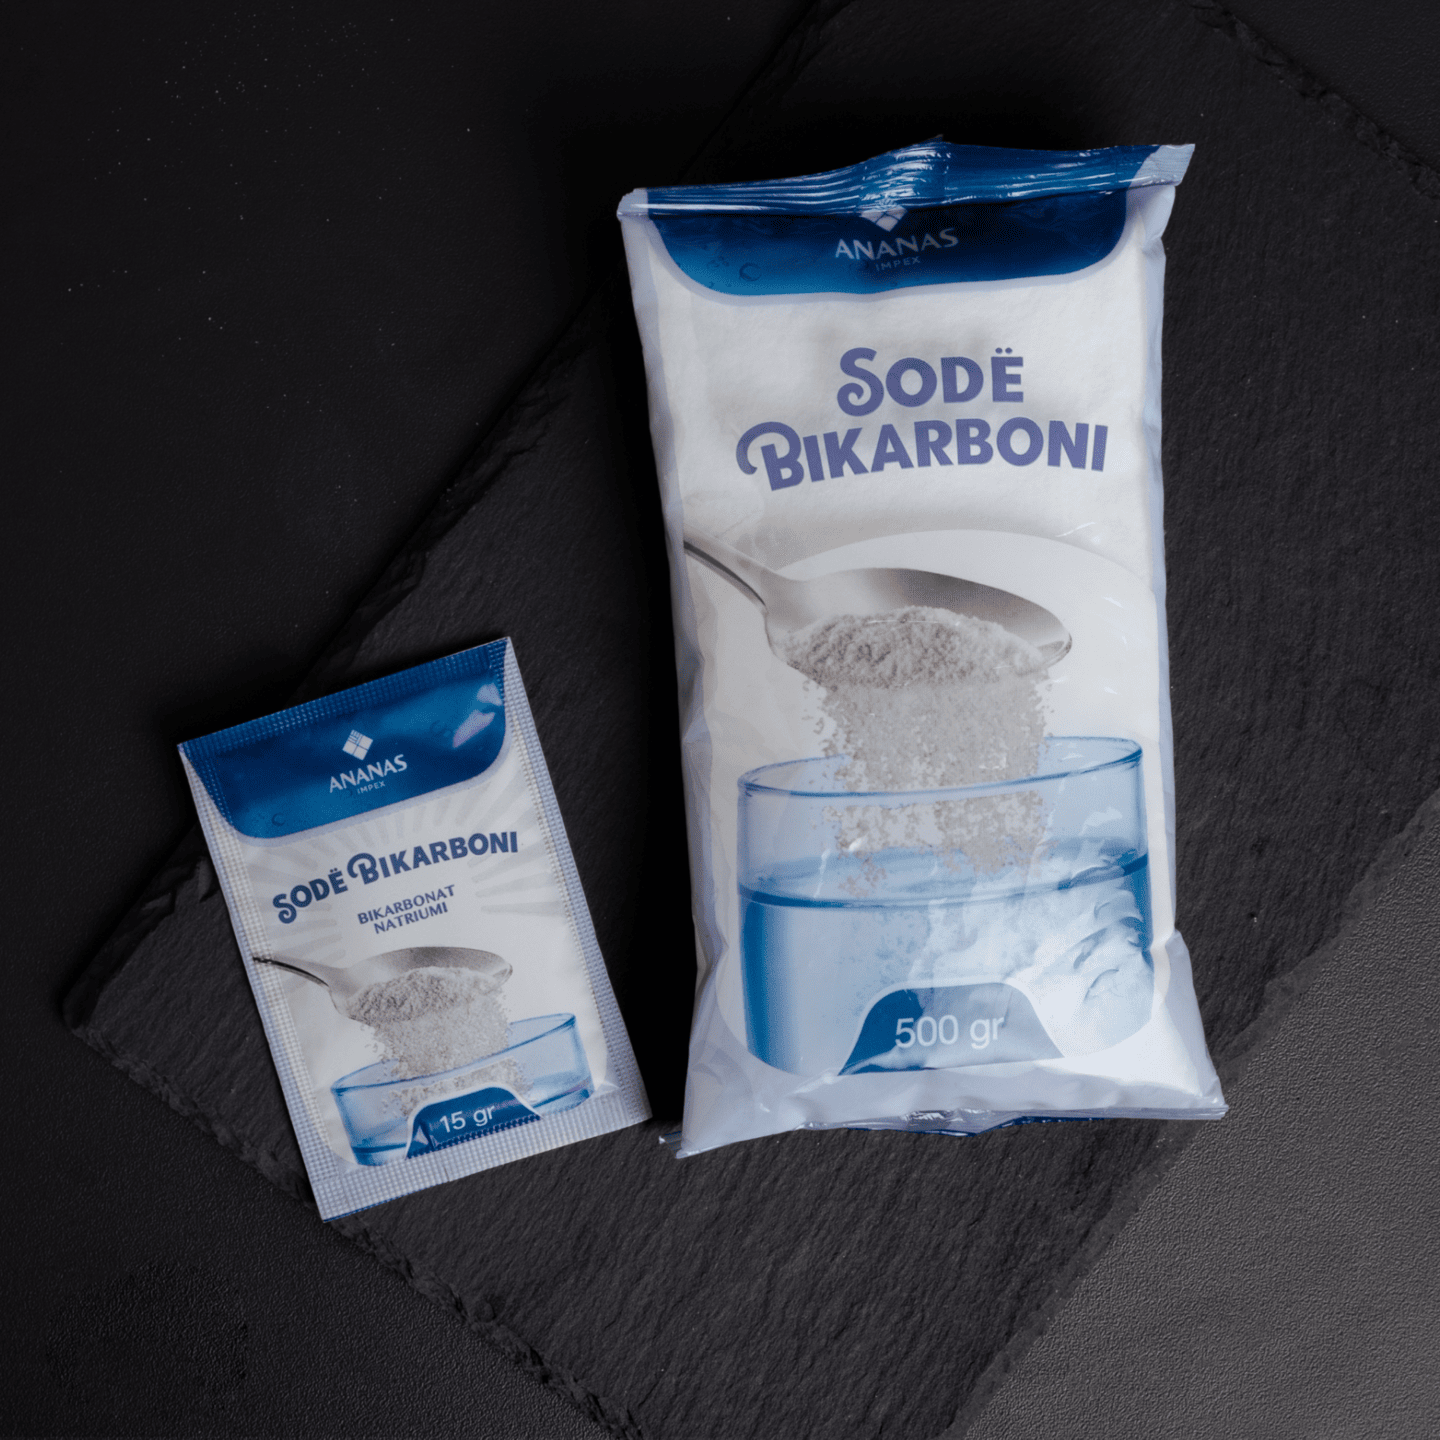 ANANAS
IMPEX
SODË
BIKARBONI
500 gr
ANANAS
IMPEX
SODË BIKARBONI
BIKARBONAT
NATRIUMI
15 gr